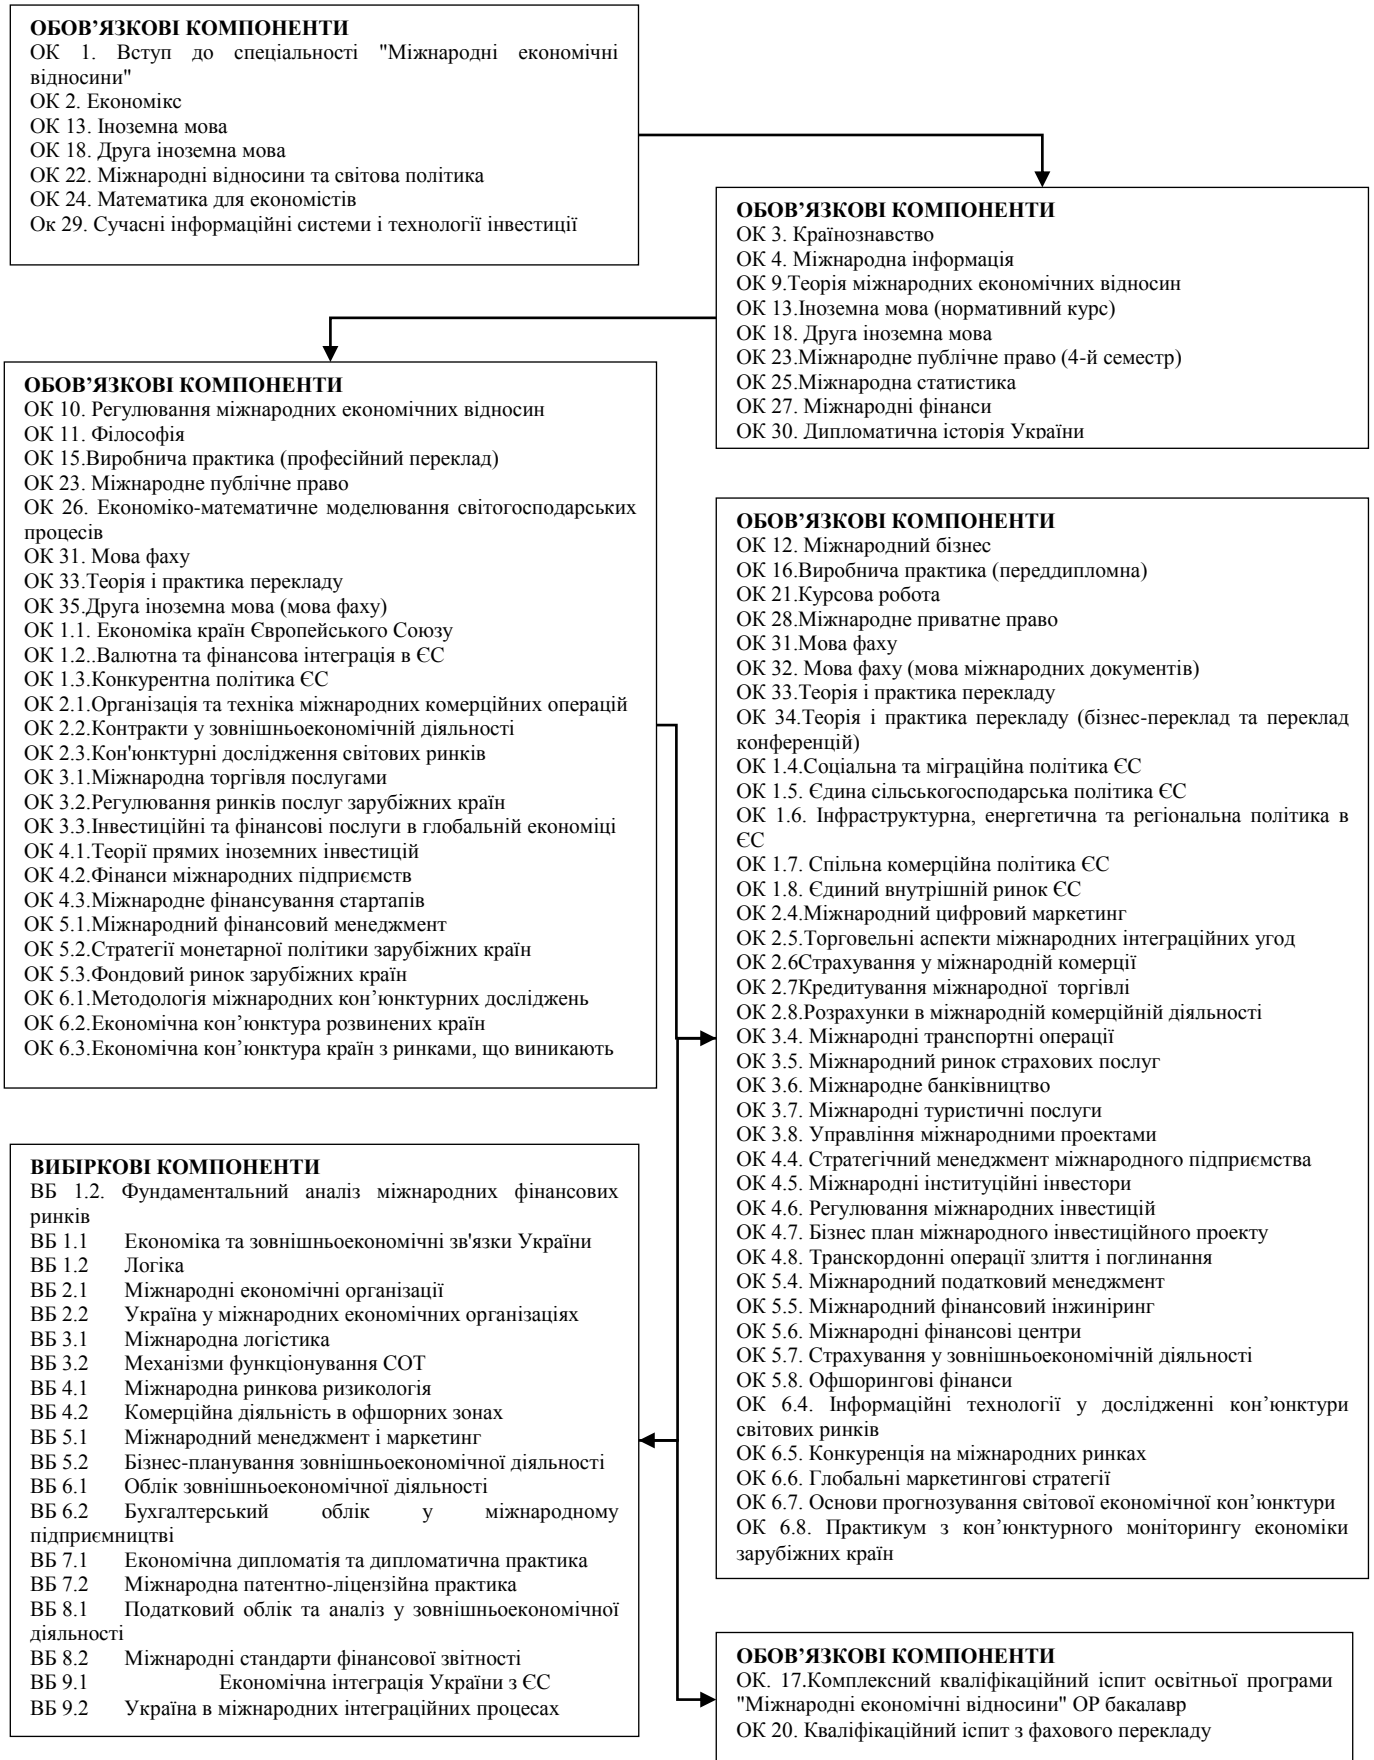 ОБОВ’ЯЗКОВІ КОМПОНЕНТИ
ОК 1. Вступ до спеціальності "Міжнародні економічні
відносини"
ОК 2. Економікс
ОК 13. Іноземна мова
ОК 18. Друга іноземна мова
ОК 22. Міжнародні відносини та світова політика
ОК 24. Математика для економістів
Ок 29. Сучасні інформаційні системи і технології інвестиції
ОБОВ’ЯЗКОВІ КОМПОНЕНТИ
ОК 3. Країнознавство
ОК 4. Міжнародна інформація
ОК 9.Теорія міжнародних економічних відносин
ОК 13.Іноземна мова (нормативний курс)
ОК 18. Друга іноземна мова
ОК 23.Міжнародне публічне право (4-й семестр)
ОК 25.Міжнародна статистика
ОК 27. Міжнародні фінанси
ОК 30. Дипломатична історія України
ОБОВ’ЯЗКОВІ КОМПОНЕНТИ
ОК 10. Регулювання міжнародних економічних відносин
ОК 11. Філософія
ОК 15.Виробнича практика (професійний переклад)
ОК 23. Міжнародне публічне право
ОК 26. Економіко-математичне моделювання світогосподарських
процесів
ОК 31. Мова фаху
ОК 33.Теорія і практика перекладу
ОК 35.Друга іноземна мова (мова фаху)
ОК 1.1. Економіка країн Європейського Союзу
ОК 1.2..Валютна та фінансова інтеграція в ЄС
ОК 1.3.Конкурентна політика ЄС
ОК 2.1.Організація та техніка міжнародних комерційних операцій
ОК 2.2.Контракти у зовнішньоекономічній діяльності
ОК 2.3.Кон'юнктурні дослідження світових ринків
ОК 3.1.Міжнародна торгівля послугами
ОК 3.2.Регулювання ринків послуг зарубіжних країн
ОК 3.3.Інвестиційні та фінансові послуги в глобальній економіці
ОК 4.1.Теорії прямих іноземних інвестицій
ОК 4.2.Фінанси міжнародних підприємств
ОК 4.3.Міжнародне фінансування стартапів
ОК 5.1.Міжнародний фінансовий менеджмент
ОК 5.2.Стратегії монетарної політики зарубіжних країн
ОК 5.3.Фондовий ринок зарубіжних країн
ОК 6.1.Методологія міжнародних кон’юнктурних досліджень
ОК 6.2.Економічна кон’юнктура розвинених країн
ОК 6.3.Економічна кон’юнктура країн з ринками, що виникають
ОБОВ’ЯЗКОВІ КОМПОНЕНТИ
ОК 12. Міжнародний бізнес
ОК 16.Виробнича практика (переддипломна)
ОК 21.Курсова робота
ОК 28.Міжнародне приватне право
ОК 31.Мова фаху
ОК 32. Мова фаху (мова міжнародних документів)
ОК 33.Теорія і практика перекладу
ОК 34.Теорія і практика перекладу (бізнес-переклад та переклад
конференцій)
ОК 1.4.Соціальна та міграційна політика ЄС
ОК 1.5. Єдина сільськогосподарська політика ЄС
ОК 1.6. Інфраструктурна, енергетична та регіональна політика в
ЄС
ОК 1.7. Спільна комерційна політика ЄС
ОК 1.8. Єдиний внутрішній ринок ЄС
ОК 2.4.Міжнародний цифровий маркетинг
ОК 2.5.Торговельні аспекти міжнародних інтеграційних угод
ОК 2.6Страхування у міжнародній комерції
ОК 2.7Кредитування міжнародної торгівлі
ОК 2.8.Розрахунки в міжнародній комерційній діяльності
ОК 3.4. Міжнародні транспортні операції
ОК 3.5. Міжнародний ринок страхових послуг
ОК 3.6. Міжнародне банківництво
ОК 3.7. Міжнародні туристичні послуги
ОК 3.8. Управління міжнародними проектами
ОК 4.4. Стратегічний менеджмент міжнародного підприємства
ОК 4.5. Міжнародні інституційні інвестори
ОК 4.6. Регулювання міжнародних інвестицій
ОК 4.7. Бізнес план міжнародного інвестиційного проекту
ОК 4.8. Транскордонні операції злиття і поглинання
ОК 5.4. Міжнародний податковий менеджмент
ОК 5.5. Міжнародний фінансовий інжиніринг
ОК 5.6. Міжнародні фінансові центри
ОК 5.7. Страхування у зовнішньоекономічній діяльності
ОК 5.8. Офшорингові фінанси
ОК 6.4. Інформаційні технології у дослідженні кон’юнктури
світових ринків
ОК 6.5. Конкуренція на міжнародних ринках
ОК 6.6. Глобальні маркетингові стратегії
ОК 6.7. Основи прогнозування світової економічної кон’юнктури
ОК 6.8. Практикум з кон’юнктурного моніторингу економіки
зарубіжних країн
ВИБІРКОВІ КОМПОНЕНТИ
ВБ 1.2. Фундаментальний аналіз міжнародних фінансових
ринків
ВБ 1.1 Економіка та зовнішньоекономічні зв'язки України
ВБ 1.2 Логіка
ВБ 2.1 Міжнародні економічні організації
ВБ 2.2 Україна у міжнародних економічних організаціях
ВБ 3.1 Міжнародна логістика
ВБ 3.2 Механізми функціонування СОТ
ВБ 4.1 Міжнародна ринкова ризикологія
ВБ 4.2 Комерційна діяльність в офшорних зонах
ВБ 5.1 Міжнародний менеджмент і маркетинг
ВБ 5.2 Бізнес-планування зовнішньоекономічної діяльності
ВБ 6.1 Облік зовнішньоекономічної діяльності
ВБ 6.2 Бухгалтерський облік у міжнародному
підприємництві
ВБ 7.1 Економічна дипломатія та дипломатична практика
ВБ 7.2 Міжнародна патентно-ліцензійна практика
ВБ 8.1 Податковий облік та аналіз у зовнішньоекономічної
діяльності
ВБ 8.2 Міжнародні стандарти фінансової звітності
ВБ 9.1 Економічна інтеграція України з ЄС
ВБ 9.2 Україна в міжнародних інтеграційних процесах
ОБОВ’ЯЗКОВІ КОМПОНЕНТИ
ОК. 17.Комплексний кваліфікаційний іспит освітньої програми
"Міжнародні економічні відносини" ОР бакалавр
ОК 20. Кваліфікаційний іспит з фахового перекладу